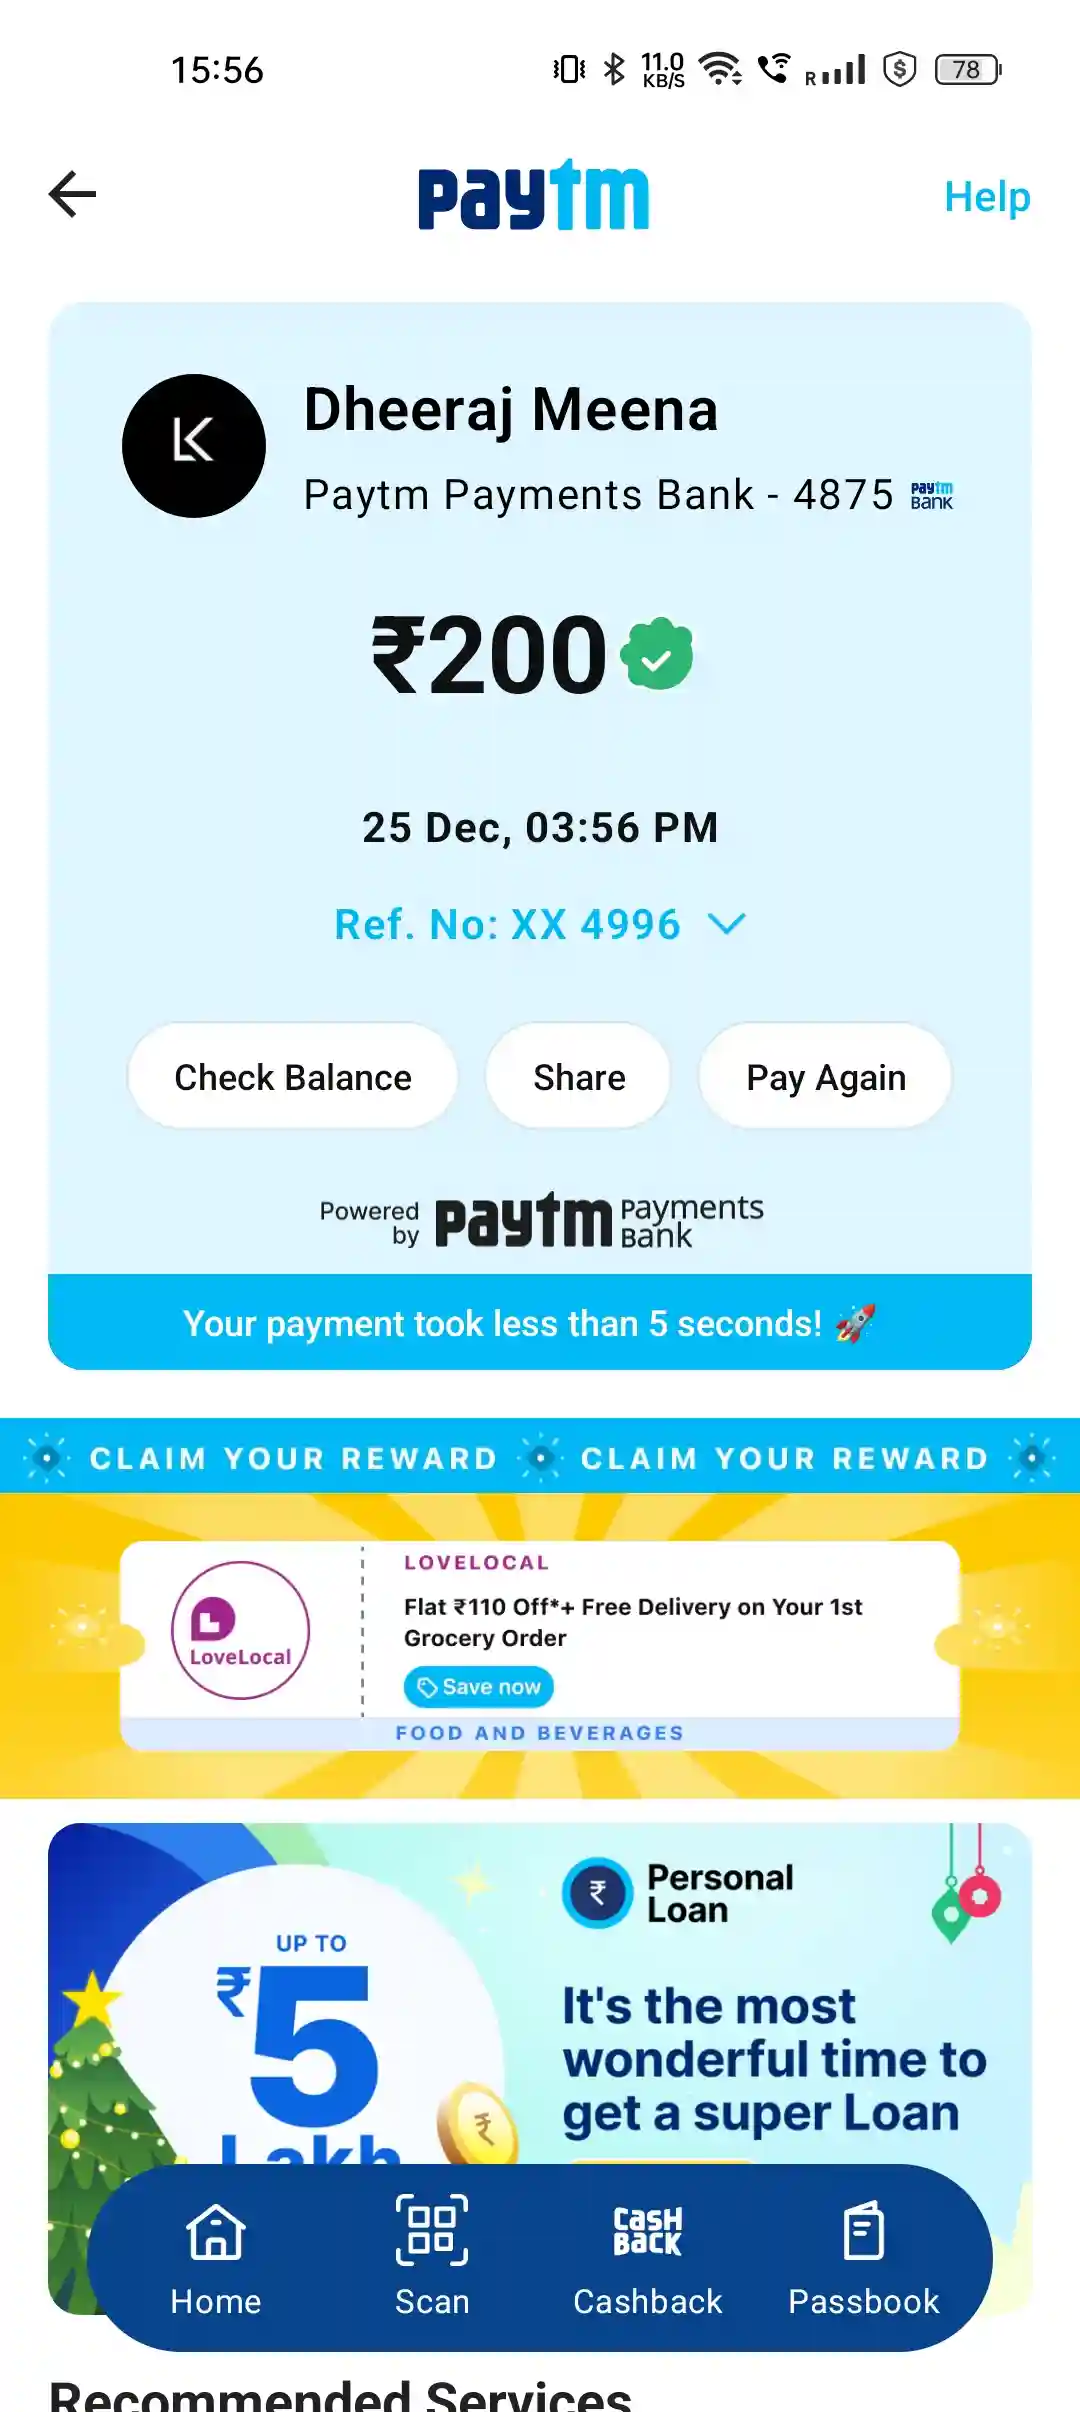 15:56
11.0
KB/S
R
78
paytm
Help
LK
Dheeraj Meena
Paytm Payments Bank - 4875 paytm BANK
₹200
25 Dec, 03:56 PM
Ref. No: XX 4996
Check Balance
Share
Pay Again
Powered by paytm Payments Bank
Your payment took less than 5 seconds! 🚀
CLAIM YOUR REWARD CLAIM YOUR REWARD
LoveLocal
LOVELOCAL
Flat ₹110 Off*+ Free Delivery on Your 1st
Grocery Order
Save now
FOOD AND BEVERAGES
UP TO
₹5
Lakh
₹
Personal
Loan
It's the most
wonderful time to
get a super Loan
₹
Home
Scan
CASH
BACK
Cashback
Passbook
Recommended Services